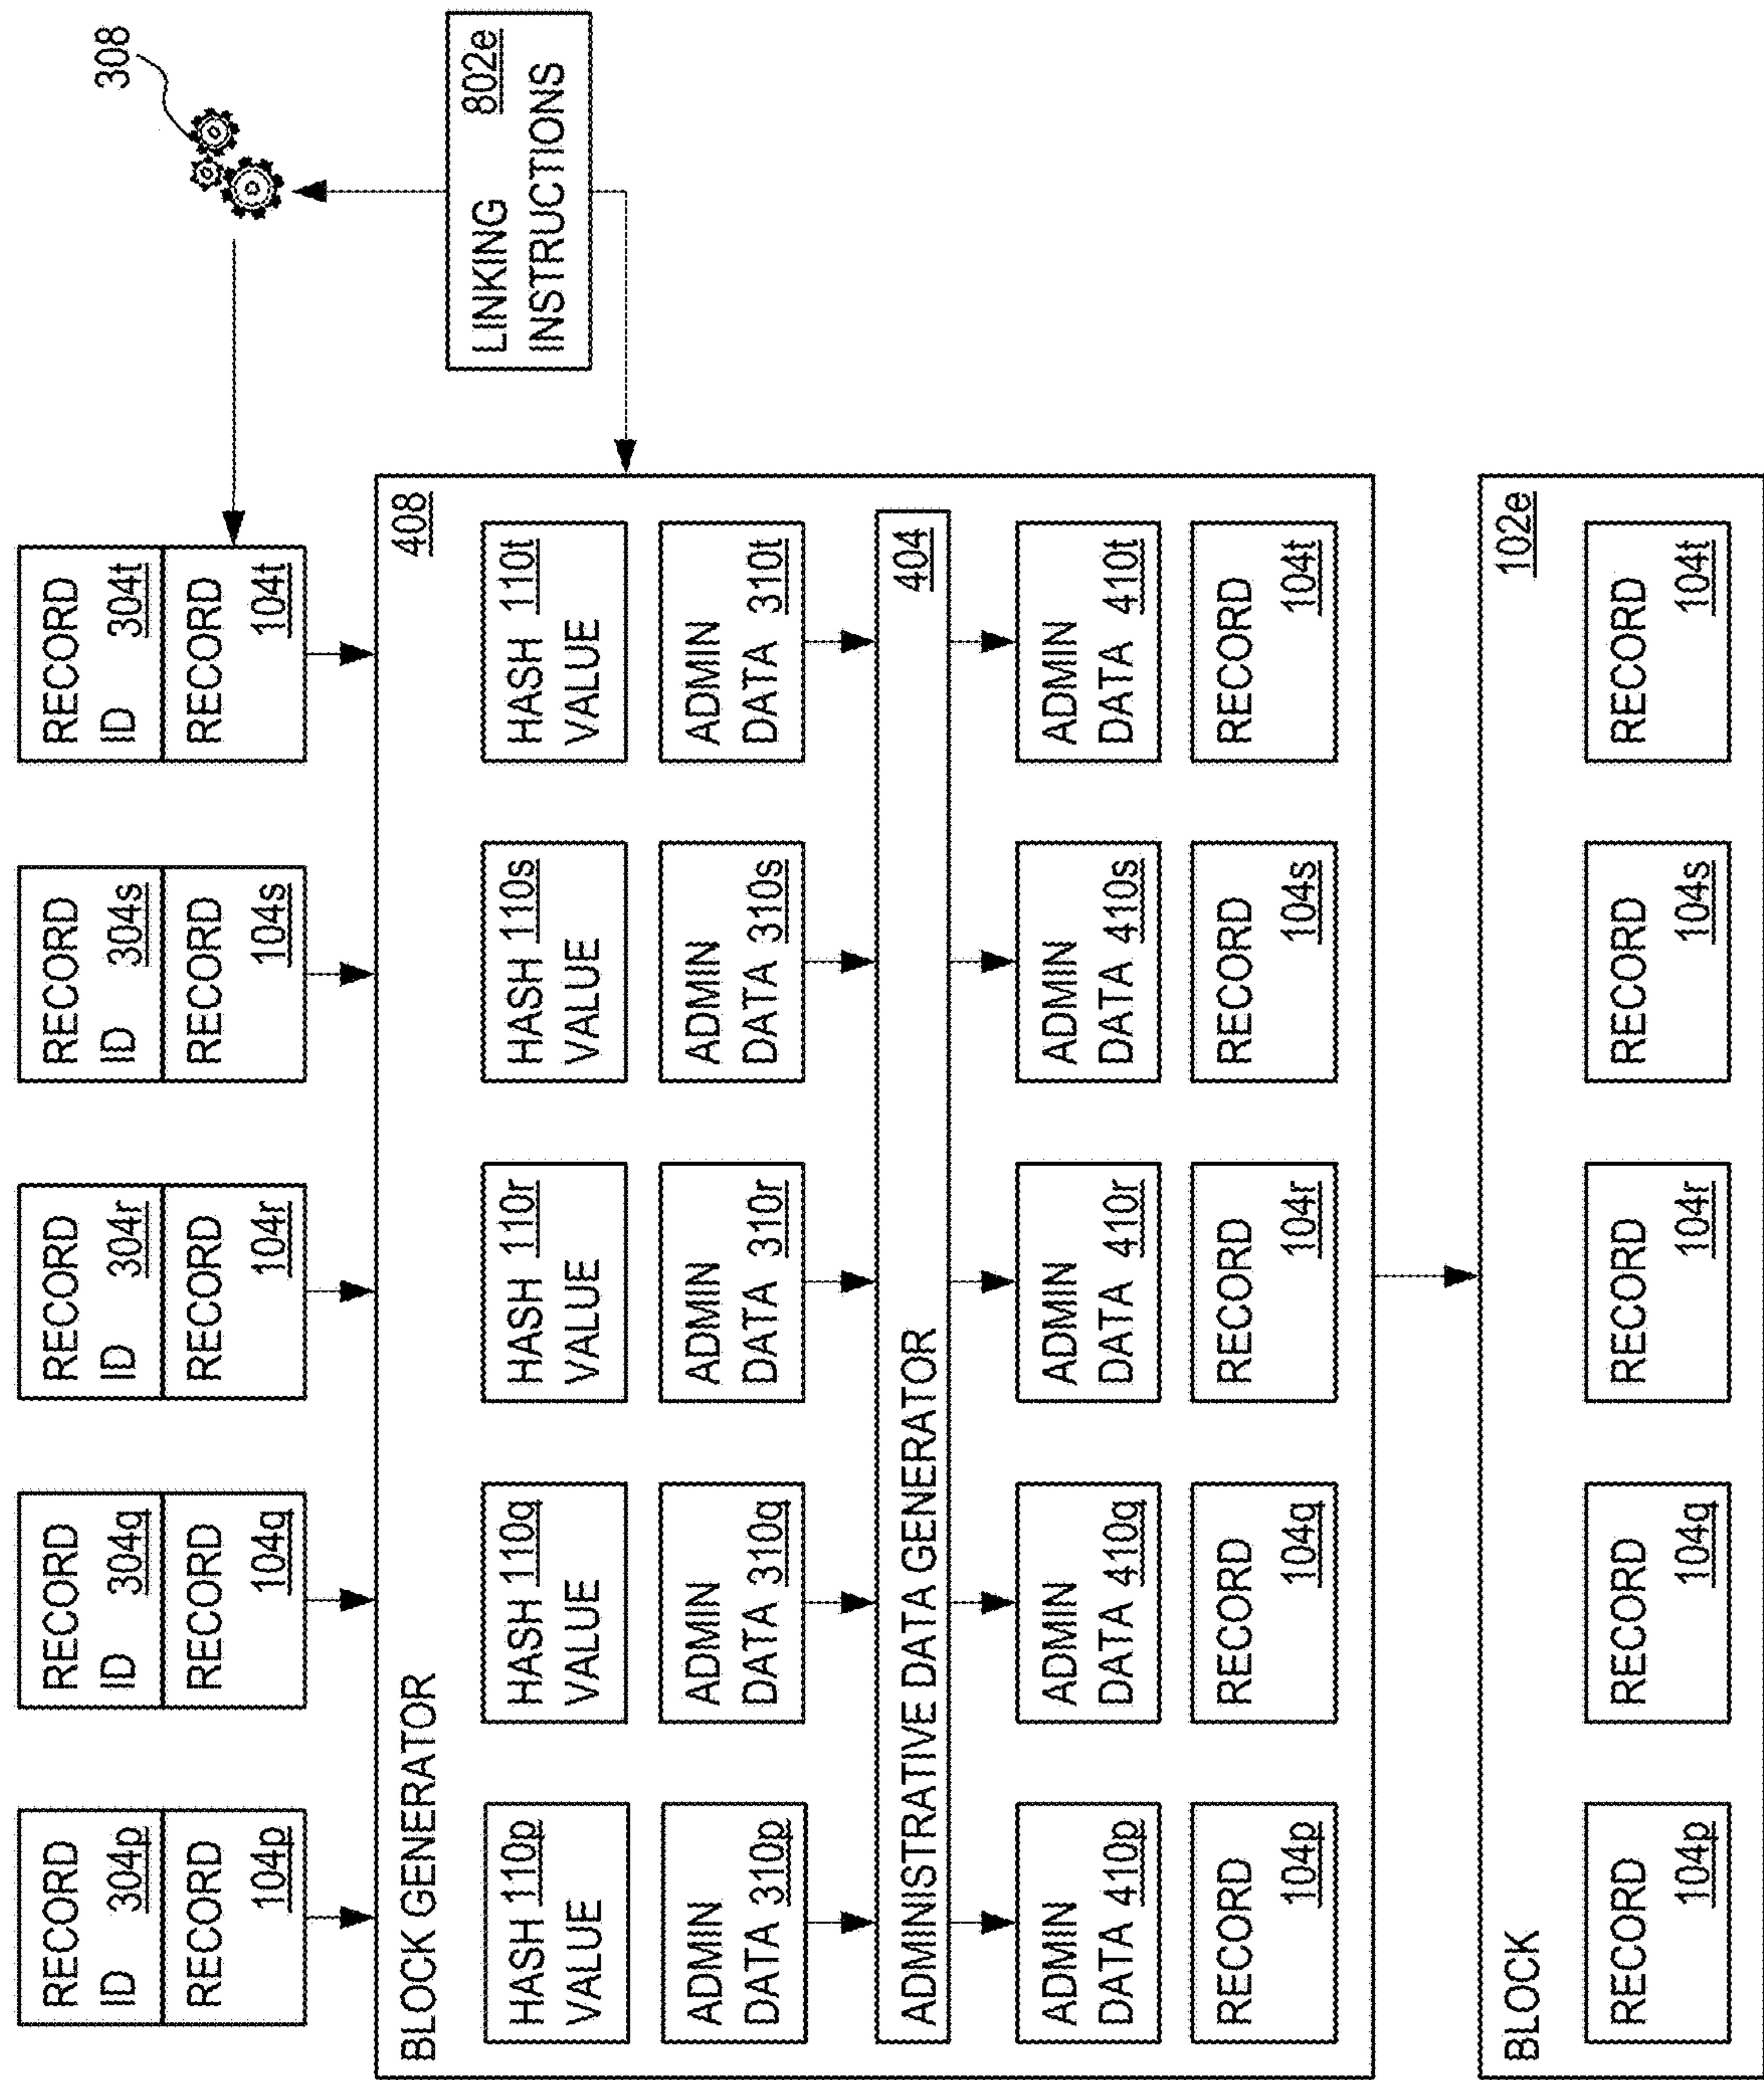 308
LINKING 802e
INSTRUCTIONS
RECORD
ID 304p
RECORD
104p
RECORD
ID 304q
RECORD
104q
RECORD
ID 304r
RECORD
104r
RECORD
ID 304s
RECORD
104s
RECORD
ID 304t
RECORD
104t
BLOCK GENERATOR 408
HASH 110p
VALUE
HASH 110q
VALUE
HASH 110r
VALUE
HASH 110s
VALUE
HASH 110t
VALUE
ADMIN
DATA 310p
ADMIN
DATA 310q
ADMIN
DATA 310r
ADMIN
DATA 310s
ADMIN
DATA 310t
ADMINISTRATIVE DATA GENERATOR 404
ADMIN
DATA 410p
ADMIN
DATA 410q
ADMIN
DATA 410r
ADMIN
DATA 410s
ADMIN
DATA 410t
RECORD
104p
RECORD
104q
RECORD
104r
RECORD
104s
RECORD
104t
BLOCK 102e
RECORD
104p
RECORD
104q
RECORD
104r
RECORD
104s
RECORD
104t